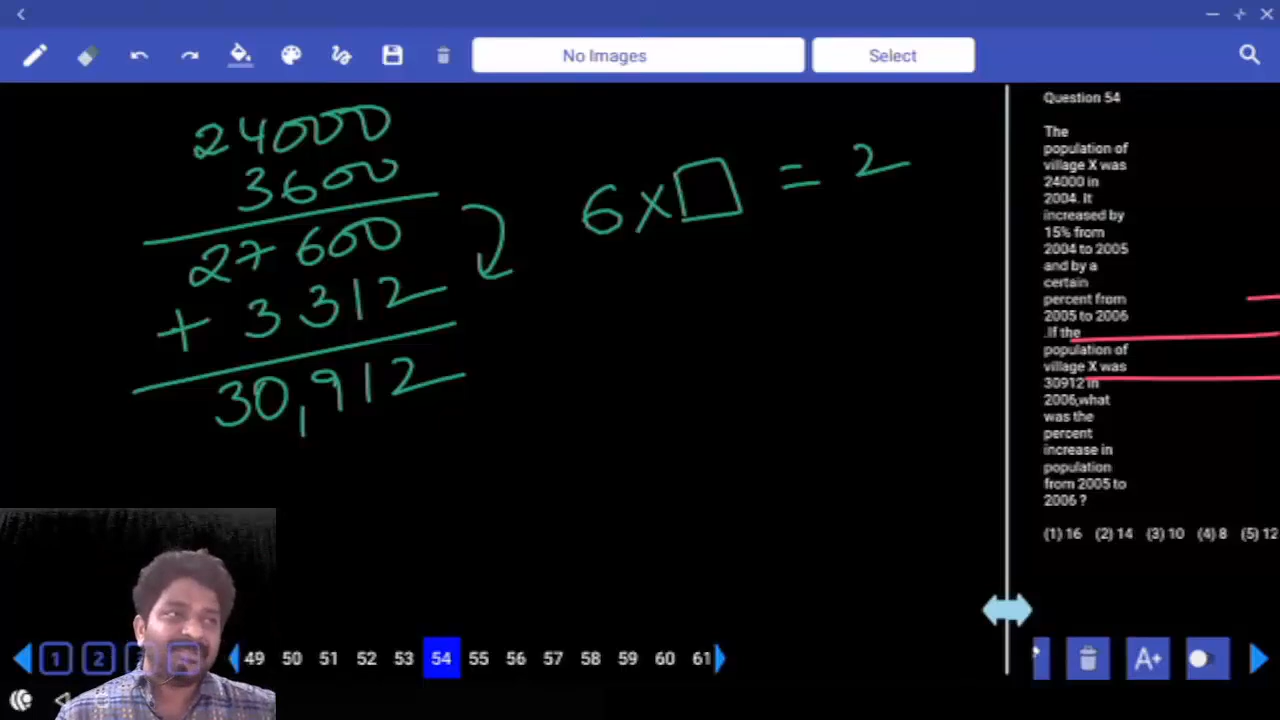 No Images
Select
24000
3600
27600
+ 3312
30,912
6 × □ = 2
Question 54
The
population of
village X was
24000 in
2004. It
increased by
15% from
2004 to 2005
and by a
certain
percent from
2005 to 2006
.If the
population of
village X was
30912 in
2006,what
was the
percent
increase in
population
from 2005 to
2006 ?
(1) 16 (2) 14 (3) 10 (4) 8 (5) 12
1 2
49 50 51 52 53 54 55 56 57 58 59 60 61
A+